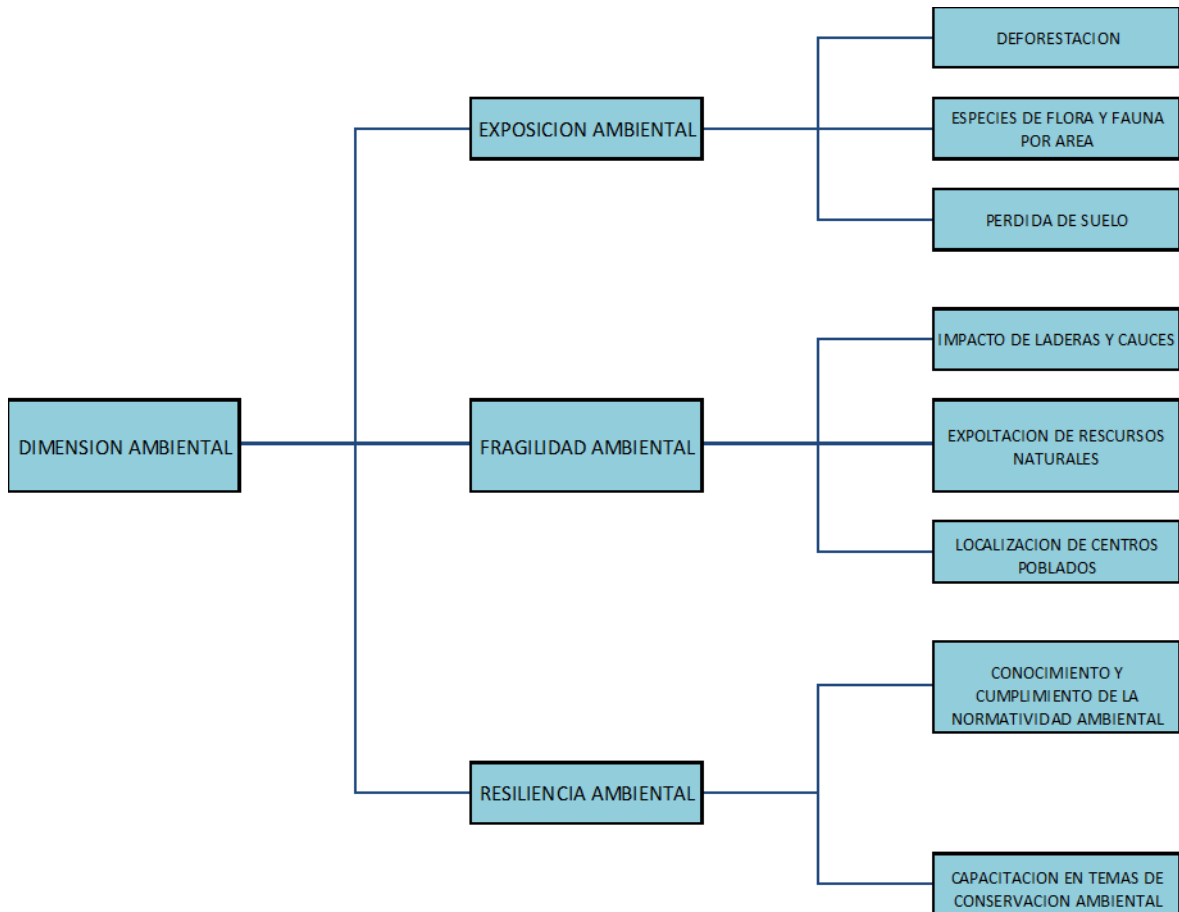 DEFORESTACION
EXPOSICION AMBIENTAL
ESPECIES DE FLORA Y FAUNA
POR AREA
PERDIDA DE SUELO
IMPACTO DE LADERAS Y CAUCES
DIMENSION AMBIENTAL
FRAGILIDAD AMBIENTAL
EXPOLTACION DE RESCURSOS
NATURALES
LOCALIZACION DE CENTROS
POBLADOS
CONOCIMIENTO Y
CUMPLIMIENTO DE LA
NORMATIVIDAD AMBIENTAL
RESILIENCIA AMBIENTAL
CAPACITACION EN TEMAS DE
CONSERVACION AMBIENTAL